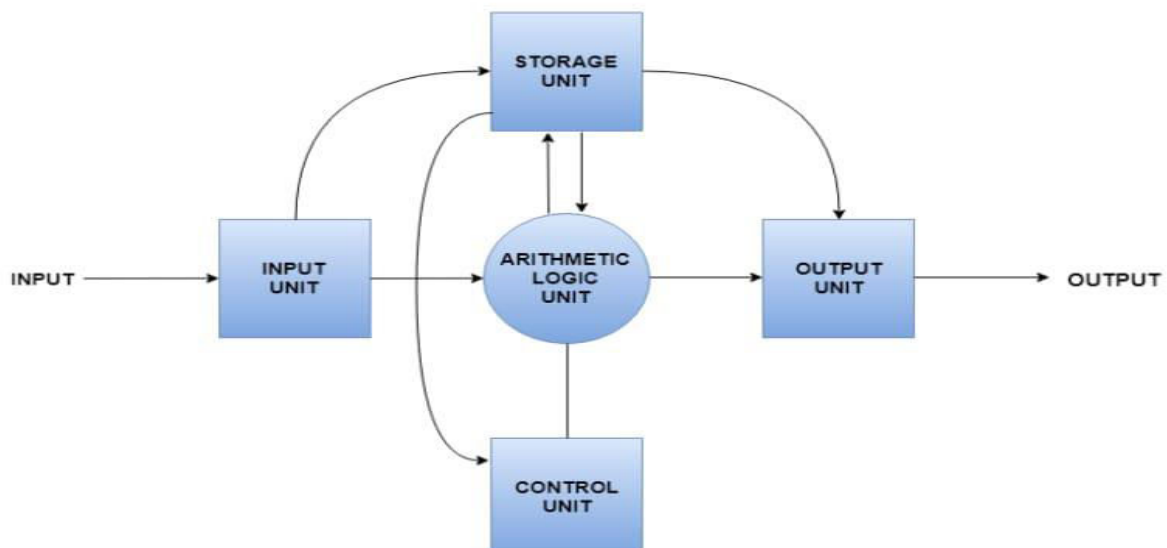 STORAGE
UNIT
INPUT
INPUT
UNIT
ARITHMETIC
LOGIC
UNIT
OUTPUT
UNIT
OUTPUT
CONTROL
UNIT